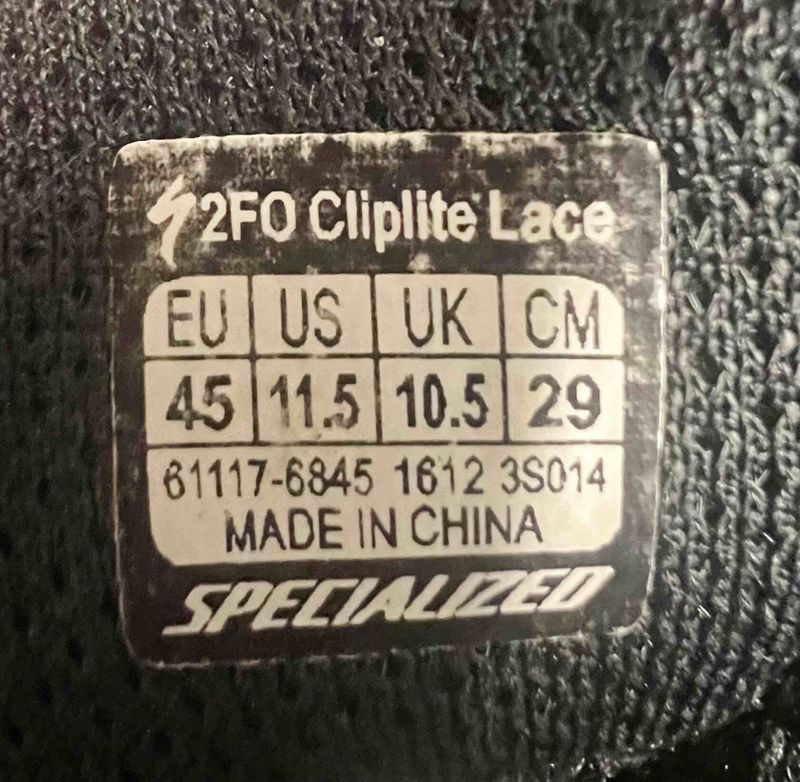 2FO Cliplite Lace
EU US UK CM
45 11.5 10.5 29
61117-6845 1612 3S014
MADE IN CHINA
SPECIALIZED